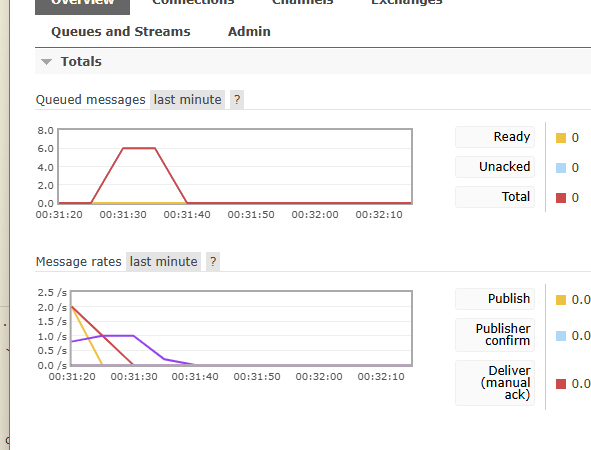 Overview Connections Channels Exchanges
Queues and Streams Admin
Totals
Queued messages last minute ?
8.0
6.0
4.0
2.0
0.0
00:31:20 00:31:30 00:31:40 00:31:50 00:32:00 00:32:10
Ready 0
Unacked 0
Total 0
Message rates last minute ?
2.5 /s
2.0 /s
1.5 /s
1.0 /s
0.5 /s
0.0 /s
00:31:20 00:31:30 00:31:40 00:31:50 00:32:00 00:32:10
Publish 0.0
Publisher
confirm 0.0
Deliver
(manual
ack) 0.0